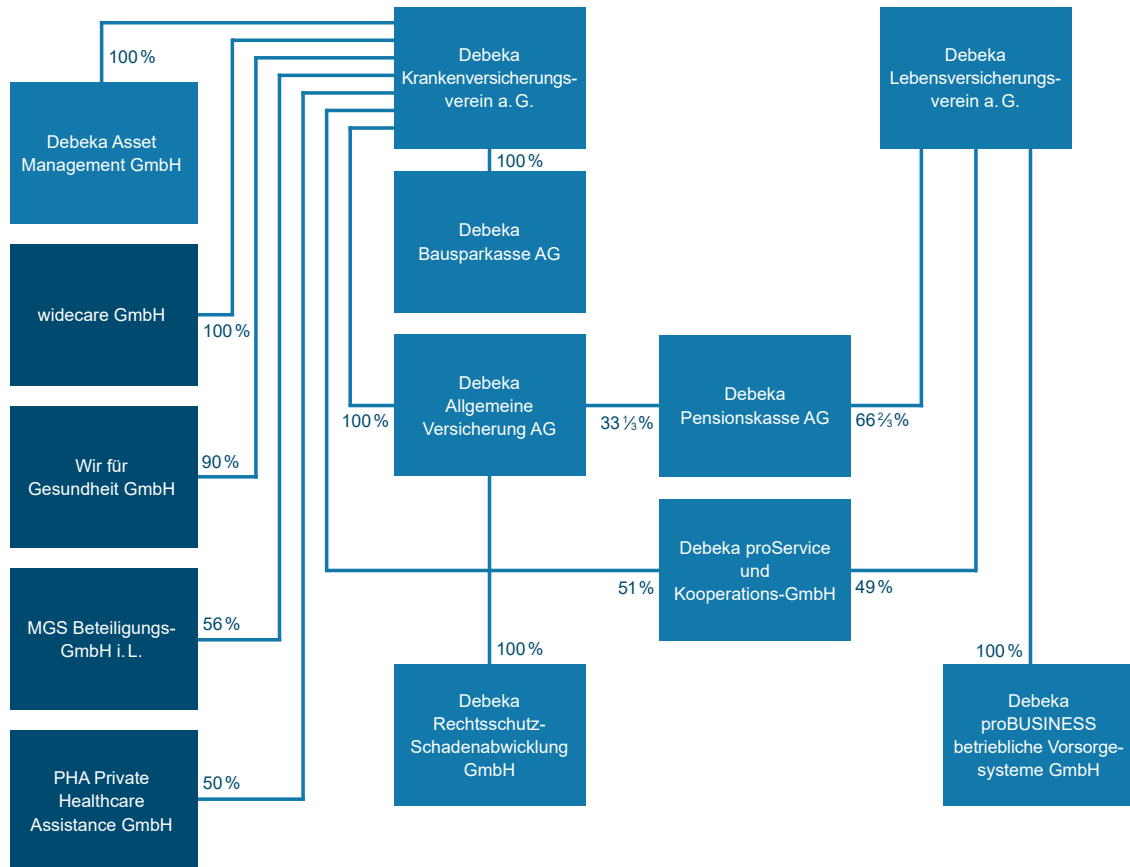 Debeka
Krankenversicherungs-
verein a. G.
Debeka
Lebensversicherungs-
verein a. G.
100 %
Debeka Asset
Management GmbH
100 %
Debeka
Bausparkasse AG
widecare GmbH
100 %
Debeka
Allgemeine
Versicherung AG
100 %
33 ⅓ %
Debeka
Pensionskasse AG
66 ⅔ %
Wir für
Gesundheit GmbH
90 %
Debeka proService
und
Kooperations-GmbH
51 %
49 %
MGS Beteiligungs-
GmbH i. L.
56 %
100 %
Debeka
Rechtsschutz-
Schadenabwicklung
GmbH
100 %
Debeka
proBUSINESS
betriebliche Vorsorge-
systeme GmbH
PHA Private
Healthcare
Assistance GmbH
50 %